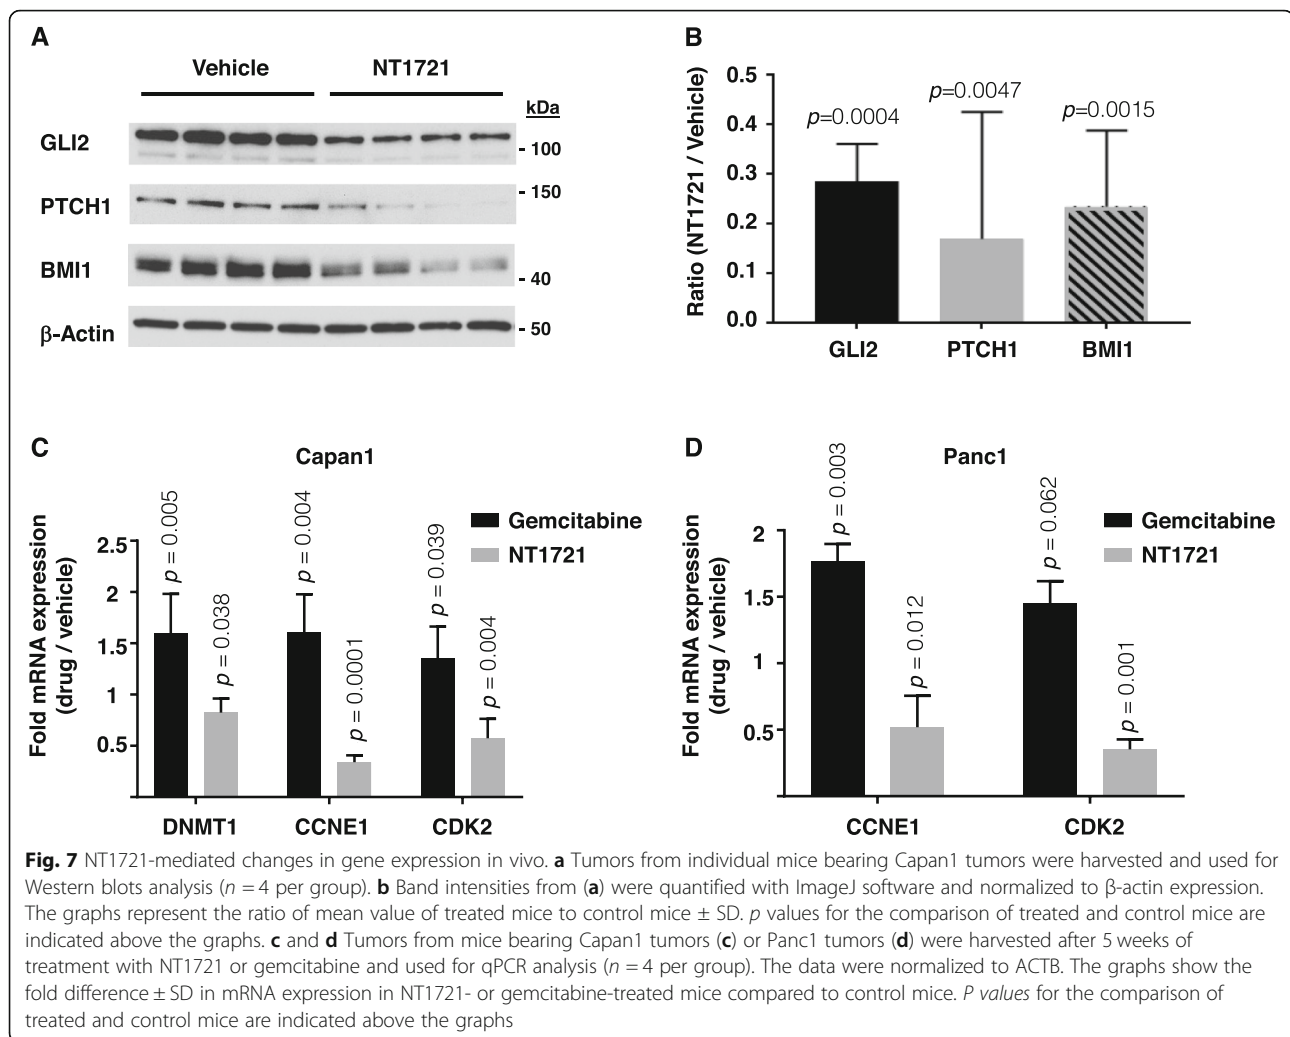 A
Vehicle NT1721
kDa
GLI2
- 100
- 150
PTCH1
BMI1
- 40
β-Actin
- 50
B
Ratio (NT1721 / Vehicle)
0.5
0.4
0.3
0.2
0.1
0.0
p=0.0004
p=0.0047
p=0.0015
GLI2 PTCH1 BMI1
C
Capan1
Fold mRNA expression
(drug / vehicle)
2.5
2
1.5
1
0.5
p = 0.005
p = 0.038
p = 0.004
p = 0.0001
p = 0.039
p = 0.004
Gemcitabine
NT1721
DNMT1 CCNE1 CDK2
D
Panc1
Fold mRNA expression
(drug / vehicle)
2
1.5
1
0.5
p = 0.003
p = 0.012
p = 0.062
p = 0.001
Gemcitabine
NT1721
CCNE1 CDK2
Fig. 7 NT1721-mediated changes in gene expression in vivo. a Tumors from individual mice bearing Capan1 tumors were harvested and used for
Western blots analysis (n = 4 per group). b Band intensities from (a) were quantified with ImageJ software and normalized to β-actin expression.
The graphs represent the ratio of mean value of treated mice to control mice ± SD. p values for the comparison of treated and control mice are
indicated above the graphs. c and d Tumors from mice bearing Capan1 tumors (c) or Panc1 tumors (d) were harvested after 5 weeks of
treatment with NT1721 or gemcitabine and used for qPCR analysis (n = 4 per group). The data were normalized to ACTB. The graphs show the
fold difference ± SD in mRNA expression in NT1721- or gemcitabine-treated mice compared to control mice. P values for the comparison of
treated and control mice are indicated above the graphs